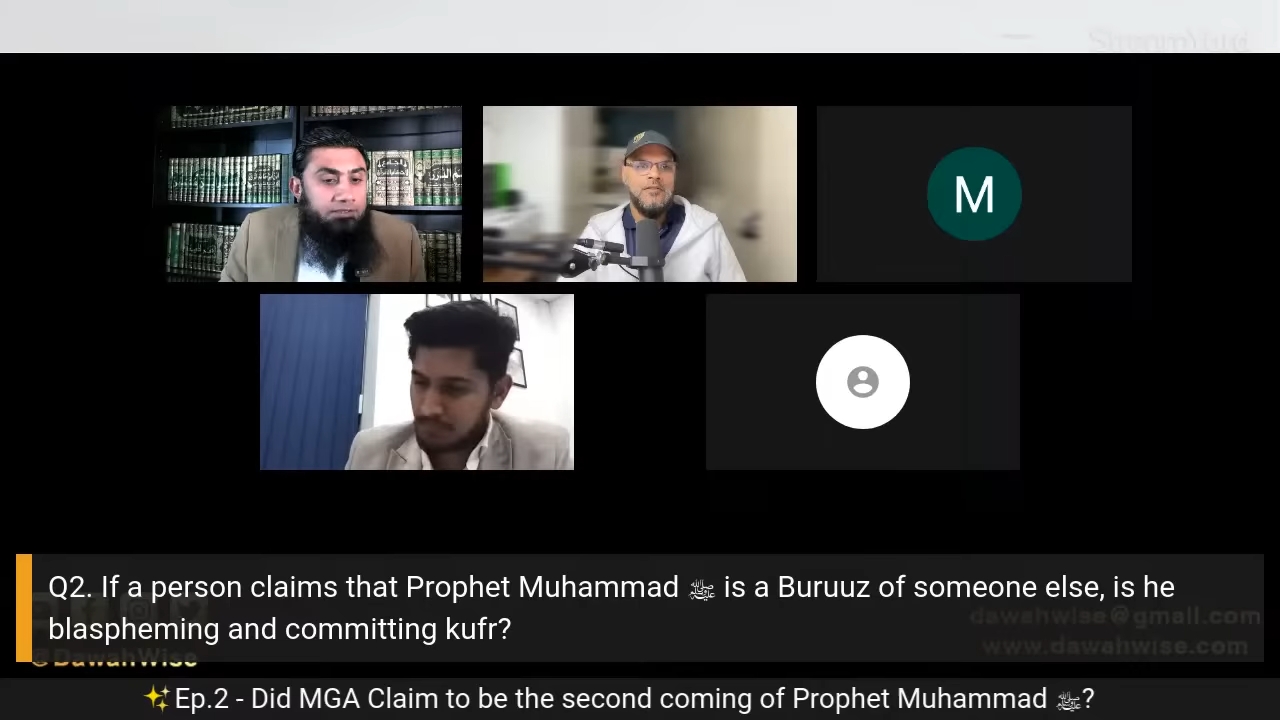 M
Q2. If a person claims that Prophet Muhammad ﷺ is a Buruuz of someone else, is he
blaspheming and committing kufr?
dawahwise@gmail.com
www.dawahwise.com
@DawahWise
✨Ep.2 - Did MGA Claim to be the second coming of Prophet Muhammad ﷺ?